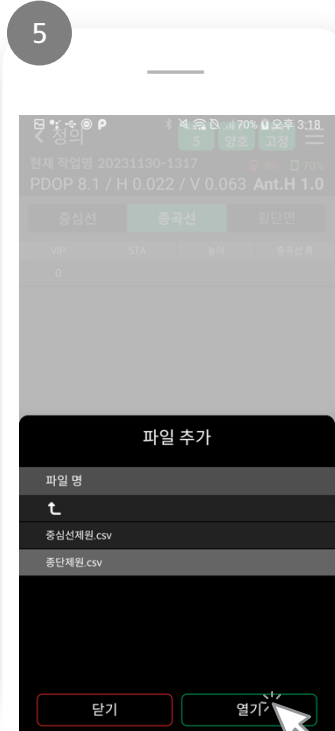 5
70% 오후 3:18
정의 5 양호 고정
현재 작업명 20231130-1317 70%
PDOP 8.1 / H 0.022 / V 0.063 Ant.H 1.0
중심선 종곡선 횡단면
VIP STA 높이 종곡선 폭
0
파일 추가
파일 명
중심선제원.csv
종단제원.csv
닫기 열기